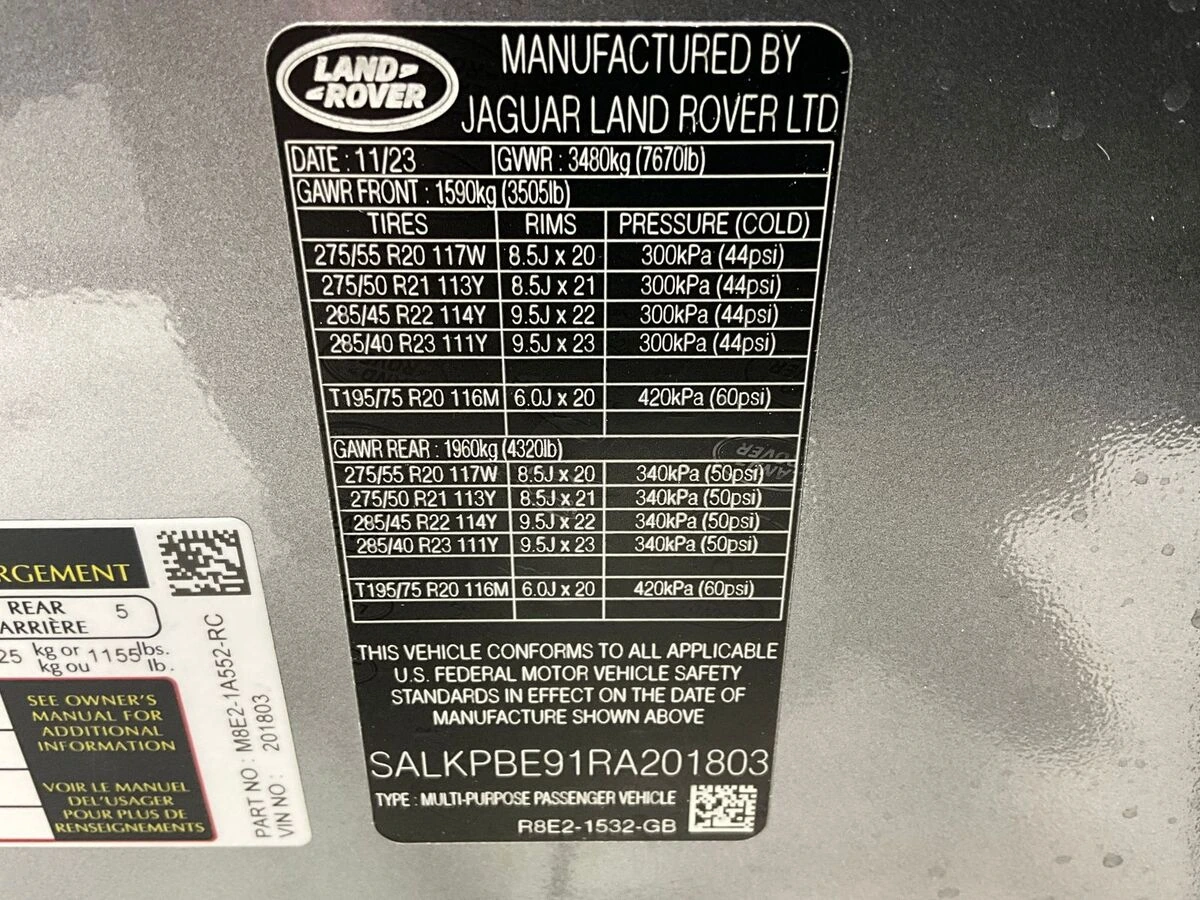 LAND-
-ROVER
MANUFACTURED BY
JAGUAR LAND ROVER LTD
DATE : 11/23 GVWR : 3480kg (7670lb)
GAWR FRONT : 1590kg (3505lb)
TIRES RIMS PRESSURE (COLD)
275/55 R20 117W 8.5J x 20 300kPa (44psi)
275/50 R21 113Y 8.5J x 21 300kPa (44psi)
285/45 R22 114Y 9.5J x 22 300kPa (44psi)
285/40 R23 111Y 9.5J x 23 300kPa (44psi)
T195/75 R20 116M 6.0J x 20 420kPa (60psi)
GAWR REAR : 1960kg (4320lb)
275/55 R20 117W 8.5J x 20 340kPa (50psi)
275/50 R21 113Y 8.5J x 21 340kPa (50psi)
285/45 R22 114Y 9.5J x 22 340kPa (50psi)
285/40 R23 111Y 9.5J x 23 340kPa (50psi)
T195/75 R20 116M 6.0J x 20 420kPa (60psi)
THIS VEHICLE CONFORMS TO ALL APPLICABLE
U.S. FEDERAL MOTOR VEHICLE SAFETY
STANDARDS IN EFFECT ON THE DATE OF
MANUFACTURE SHOWN ABOVE
SALKPBE91RA201803
TYPE : MULTI-PURPOSE PASSENGER VEHICLE
R8E2-1532-GB
RGEMENT
REAR 5
ARRIÈRE
25 kg or 1155 lbs.
kg ou lb.
SEE OWNER'S
MANUAL FOR
ADDITIONAL
INFORMATION
VOIR LE MANUEL
DEL'USAGER
POUR PLUS DE
RENSEIGNEMENTS
PART NO : M8E2-1A552-RC
VIN NO : 201803